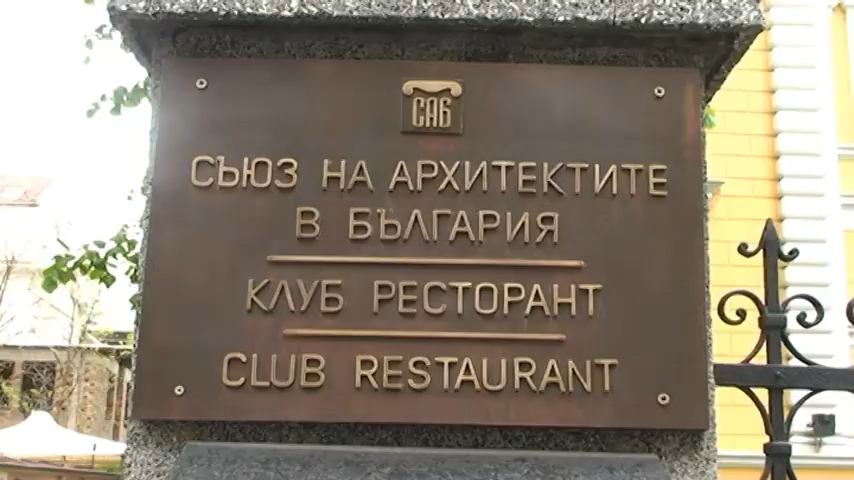 САБ
СЪЮЗ НА АРХИТЕКТИТЕ
В БЪЛГАРИЯ
КЛУБ РЕСТОРАНТ
CLUB RESTAURANT